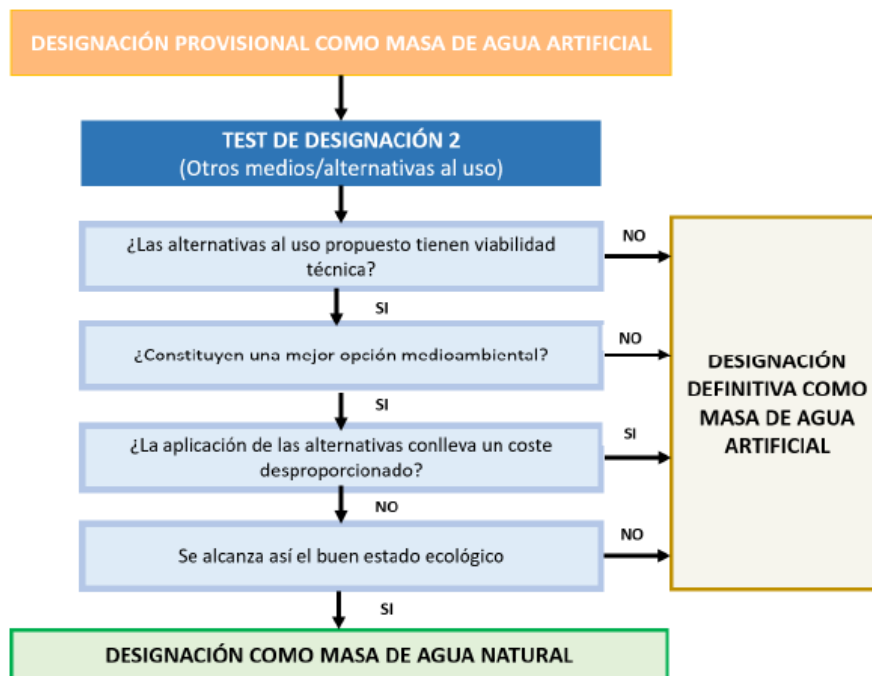 DESIGNACIÓN PROVISIONAL COMO MASA DE AGUA ARTIFICIAL
TEST DE DESIGNACIÓN 2
(Otros medios/alternativas al uso)
¿Las alternativas al uso propuesto tienen viabilidad
técnica?
NO
SI
¿Constituyen una mejor opción medioambiental?
NO
SI
¿La aplicación de las alternativas conlleva un coste
desproporcionado?
SI
NO
Se alcanza así el buen estado ecológico
NO
SI
DESIGNACIÓN
DEFINITIVA COMO
MASA DE AGUA
ARTIFICIAL
DESIGNACIÓN COMO MASA DE AGUA NATURAL